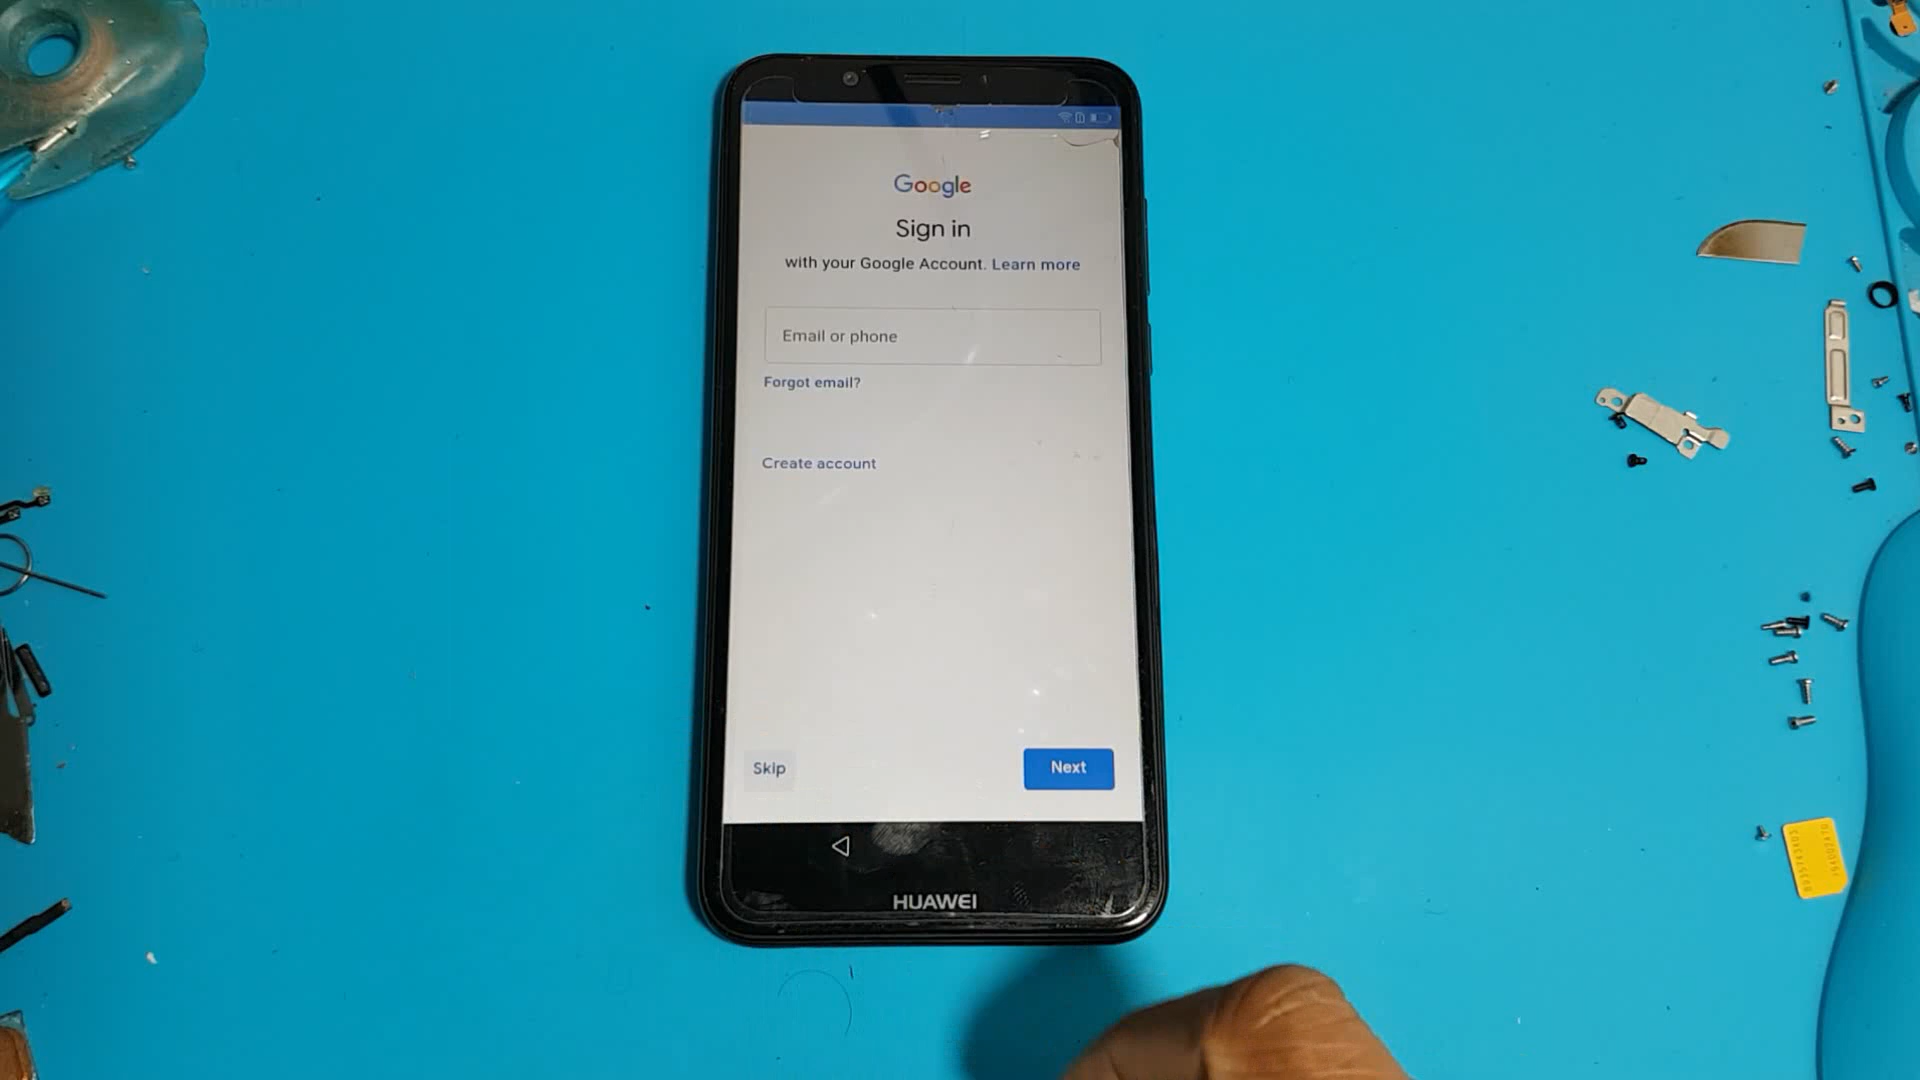 Google
Sign in
with your Google Account. Learn more
Email or phone
Forgot email?
Create account
Skip
Next
HUAWEI